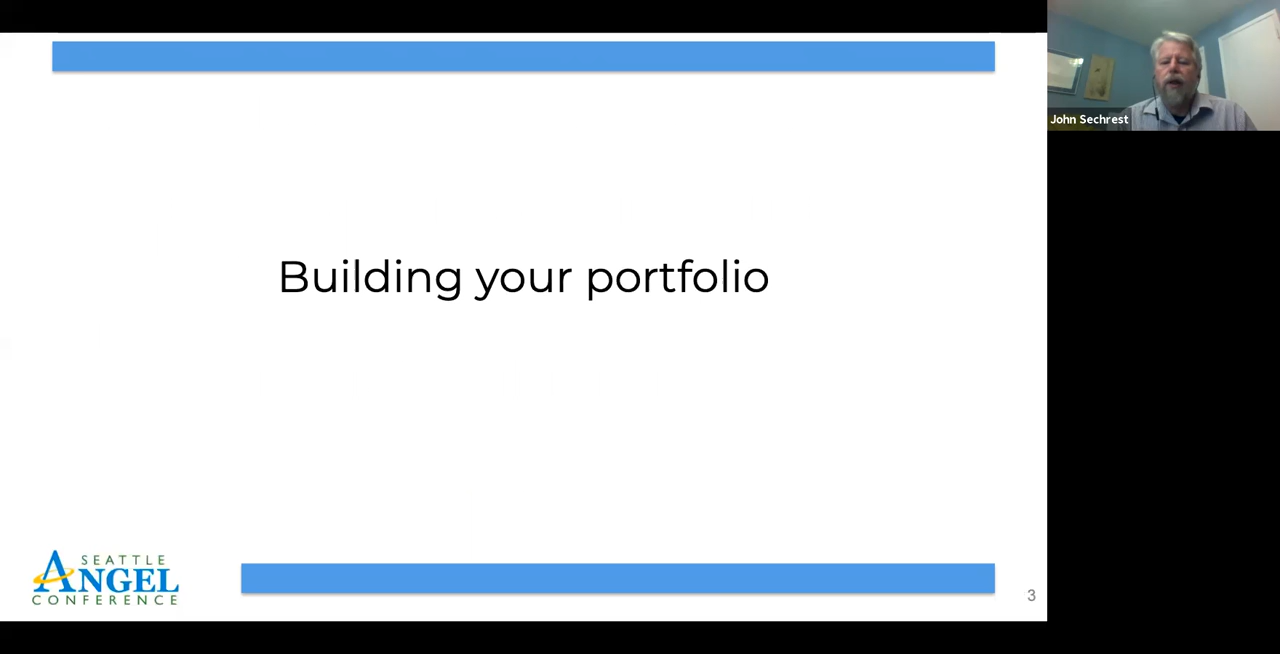 John Sechrest
Building your portfolio
SEATTLE
ANGEL
CONFERENCE
3